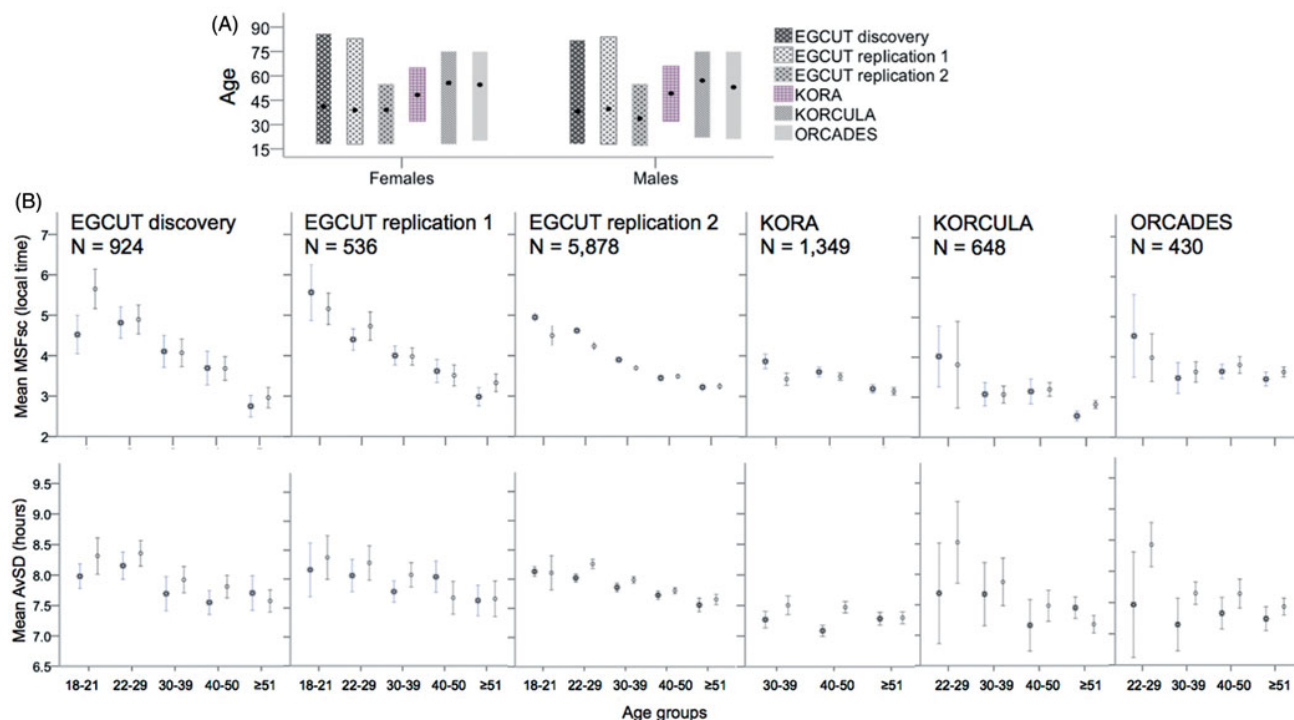 (A)
Age
90
75
60
45
30
15
Females
Males
EGCUT discovery
EGCUT replication 1
EGCUT replication 2
KORA
KORCULA
ORCADES
(B)
EGCUT discovery
N = 924
EGCUT replication 1
N = 536
EGCUT replication 2
N = 5,878
KORA
N = 1,349
KORCULA
N = 648
ORCADES
N = 430
Mean MSFsc (local time)
7
6
5
4
3
2
Mean AvSD (hours)
9.5
9.0
8.5
8.0
7.5
7.0
6.5
18-21 22-29 30-39 40-50 ≥51
18-21 22-29 30-39 40-50 ≥51
18-21 22-29 30-39 40-50 ≥51
30-39 40-50 ≥51
22-29 30-39 40-50 ≥51
22-29 30-39 40-50 ≥51
Age groups